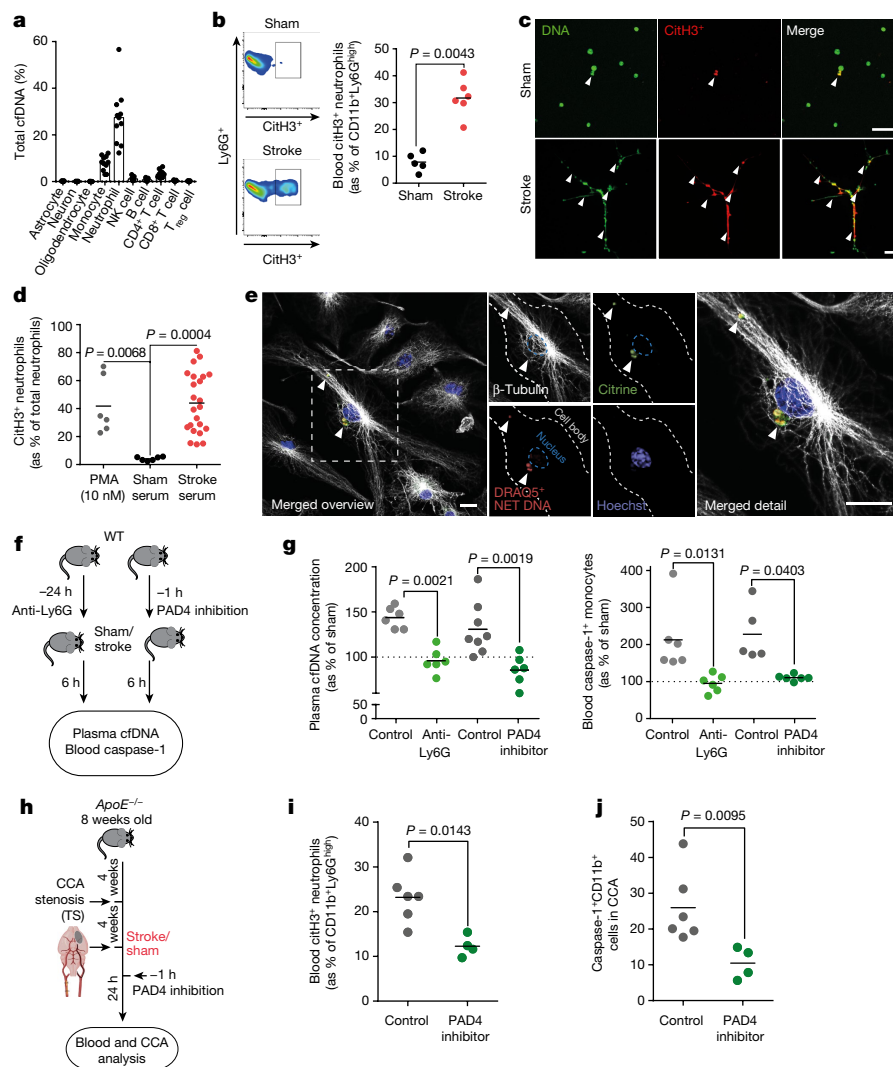 a
Total cfDNA (%)
60
40
20
0
Astrocyte
Neuron
Oligodendrocyte
Monocyte
Neutrophil
NK cell
B cell
CD4+ T cell
CD8+ T cell
Treg cell
b
Sham
Ly6G+
CitH3+
Stroke
CitH3+
Blood citH3+ neutrophils
(as % of CD11b+Ly6Ghigh)
P = 0.0043
50
40
30
20
10
0
Sham
Stroke
c
DNA
CitH3+
Merge
Sham
Stroke
d
CitH3+ neutrophils
(as % of total neutrophils)
P = 0.0004
P = 0.0068
100
80
60
40
20
0
PMA
(10 nM)
Sham
serum
Stroke
serum
e
Merged overview
β-Tubulin
Citrine
Cell body
Nucleus
DRAQ5+
NET DNA
Hoechst
Merged detail
f
WT
–24 h
Anti-Ly6G
–1 h
PAD4 inhibition
Sham/
stroke
6 h
6 h
Plasma cfDNA
Blood caspase-1
g
Plasma cfDNA concentration
(as % of sham)
P = 0.0019
P = 0.0021
200
150
100
50
0
Control
Anti-
Ly6G
Control
PAD4
inhibitor
Blood caspase-1+ monocytes
(as % of sham)
P = 0.0131
P = 0.0403
400
300
200
100
0
Control
Anti-
Ly6G
Control
PAD4
inhibitor
h
ApoE–/–
8 weeks old
4
weeks
CCA
stenosis
(TS)
4
weeks
Stroke/
sham
24 h
–1 h
PAD4 inhibition
Blood and CCA
analysis
i
Blood citH3+ neutrophils
(as % of CD11b+Ly6Ghigh)
P = 0.0143
40
30
20
10
0
Control
PAD4
inhibitor
j
Caspase-1+CD11b+
cells in CCA
P = 0.0095
50
40
30
20
10
0
Control
PAD4
inhibitor